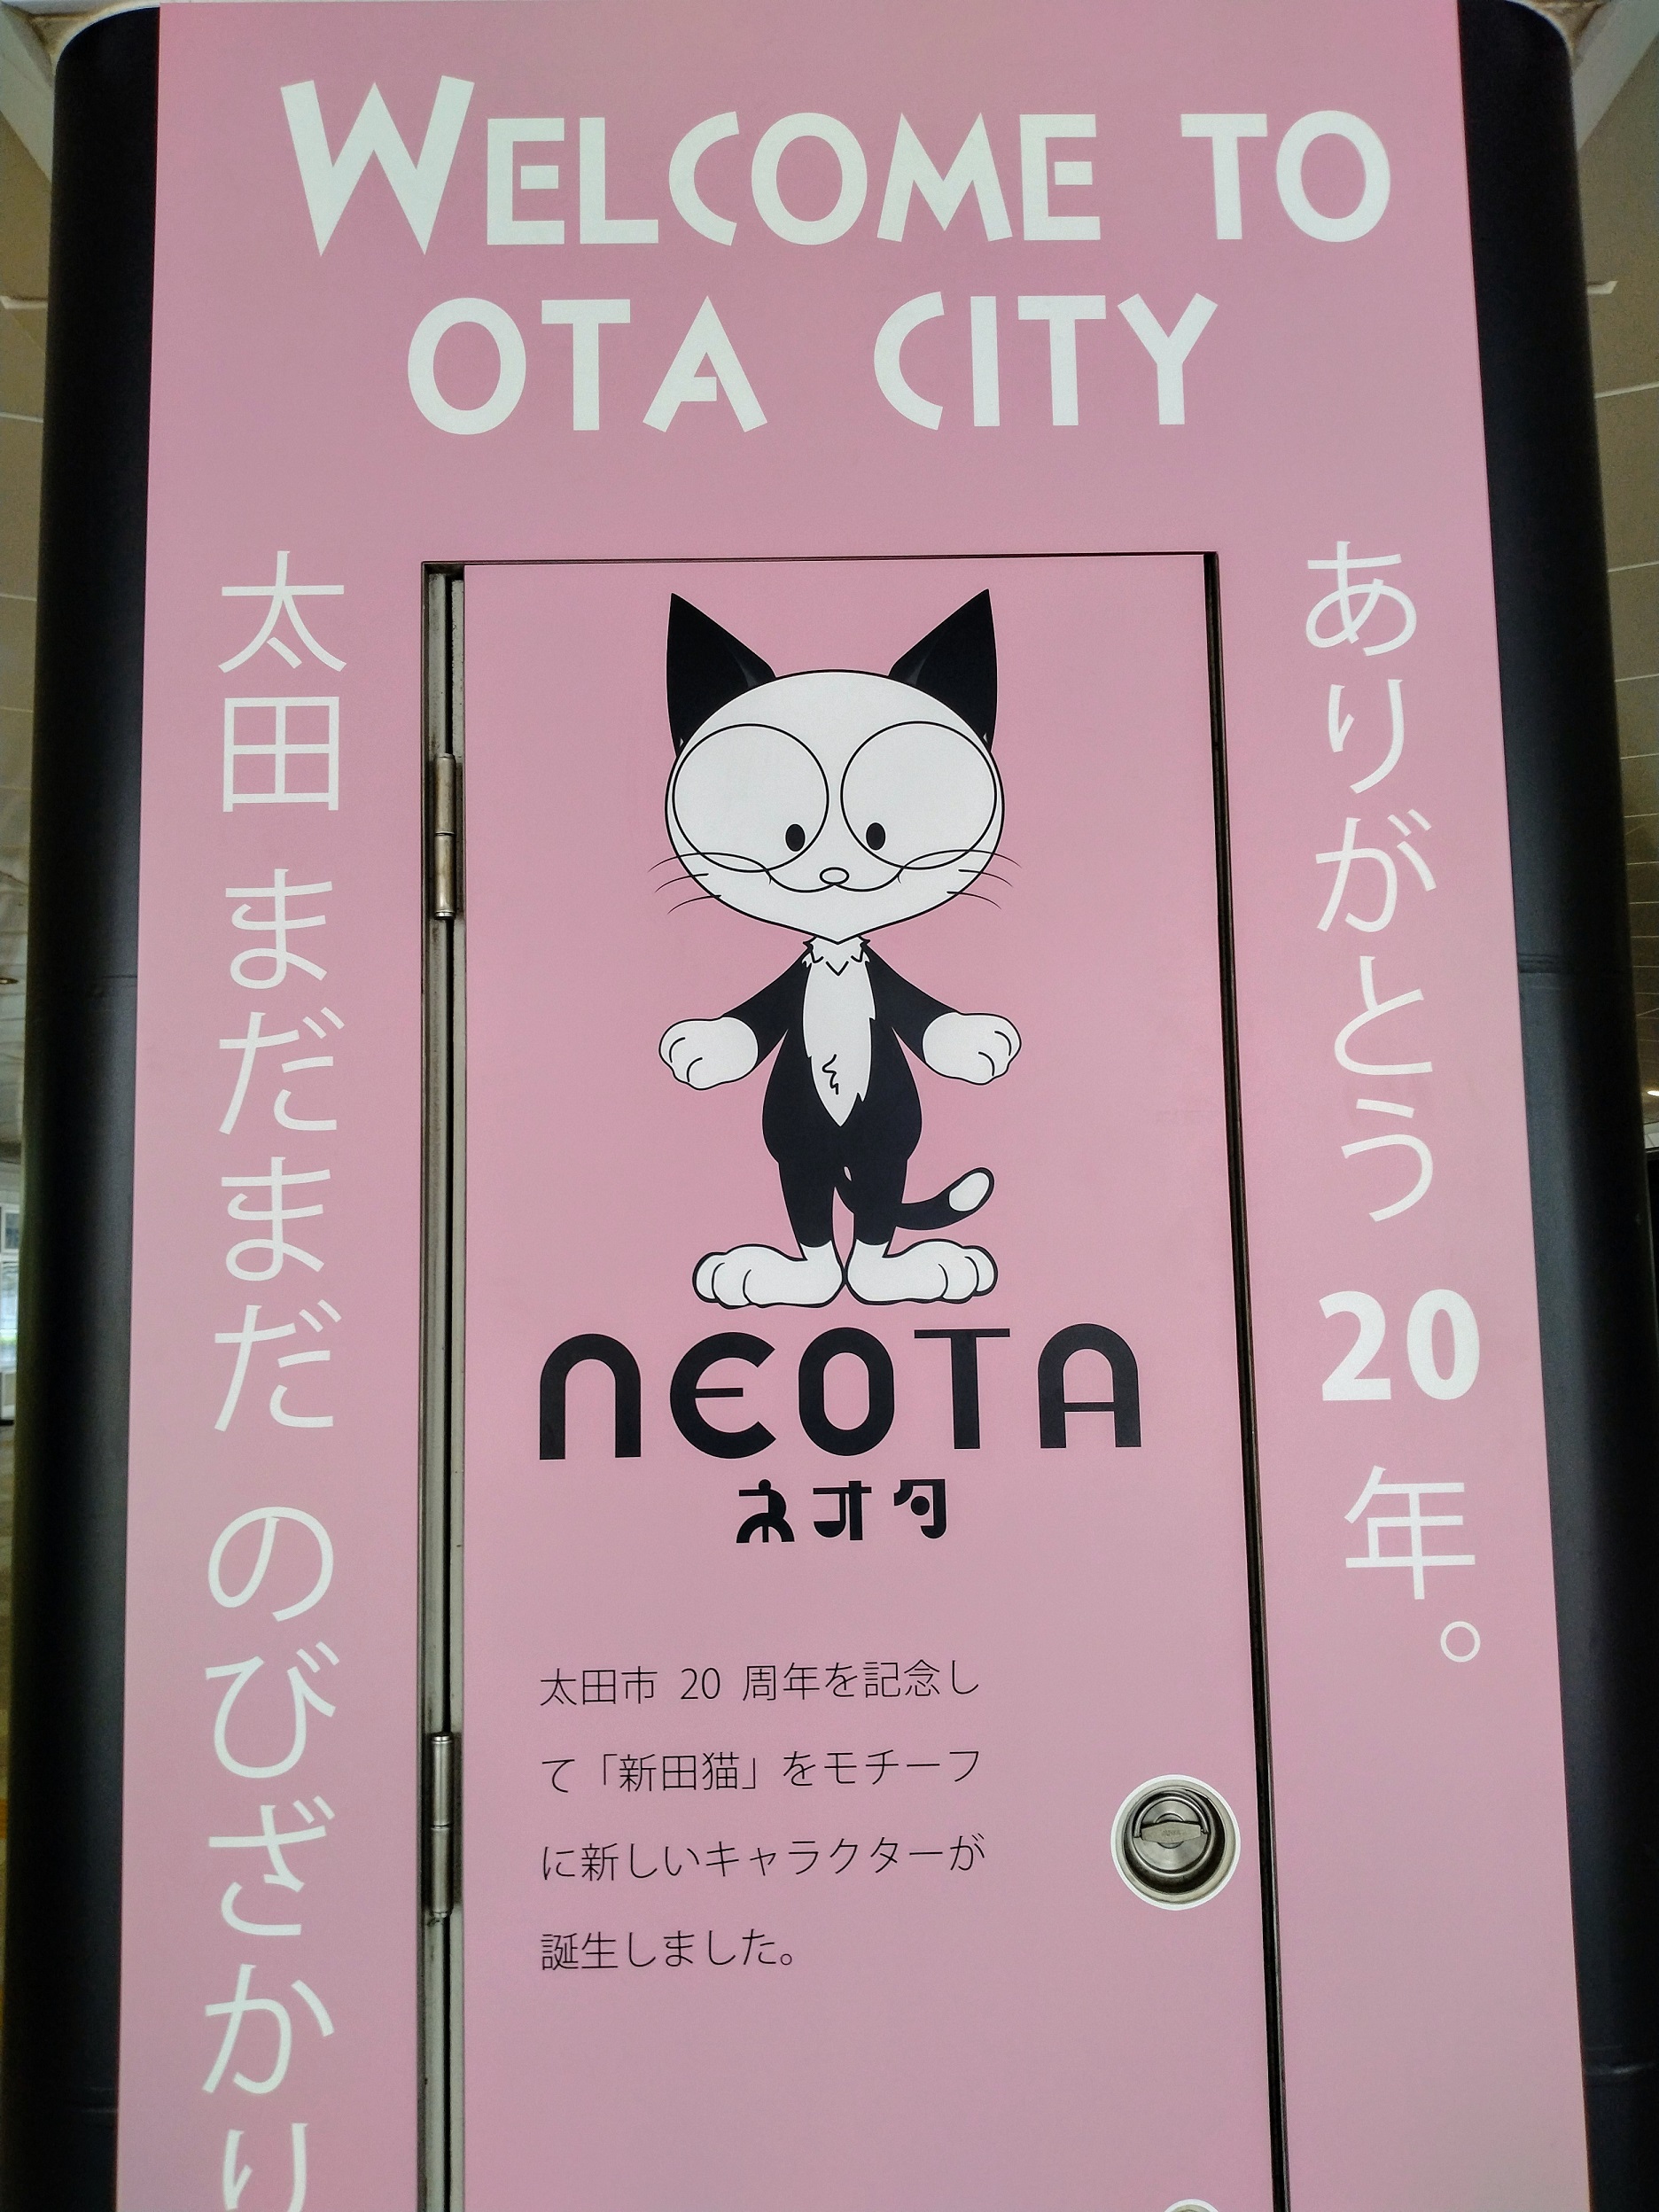 WELCOME TO
OTA CITY
ありがとう 20 年。
太田 まだまだ のびざかり
NEOTA
ネオタ
太田市 20 周年を記念し
て「新田猫」をモチーフ
に新しいキャラクターが
誕生しました。